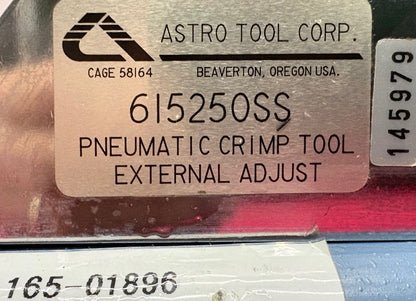 ASTRO TOOL CORP.
CAGE 58164 BEAVERTON, OREGON USA.
615250SS
PNEUMATIC CRIMP TOOL
EXTERNAL ADJUST
145979
165-01896